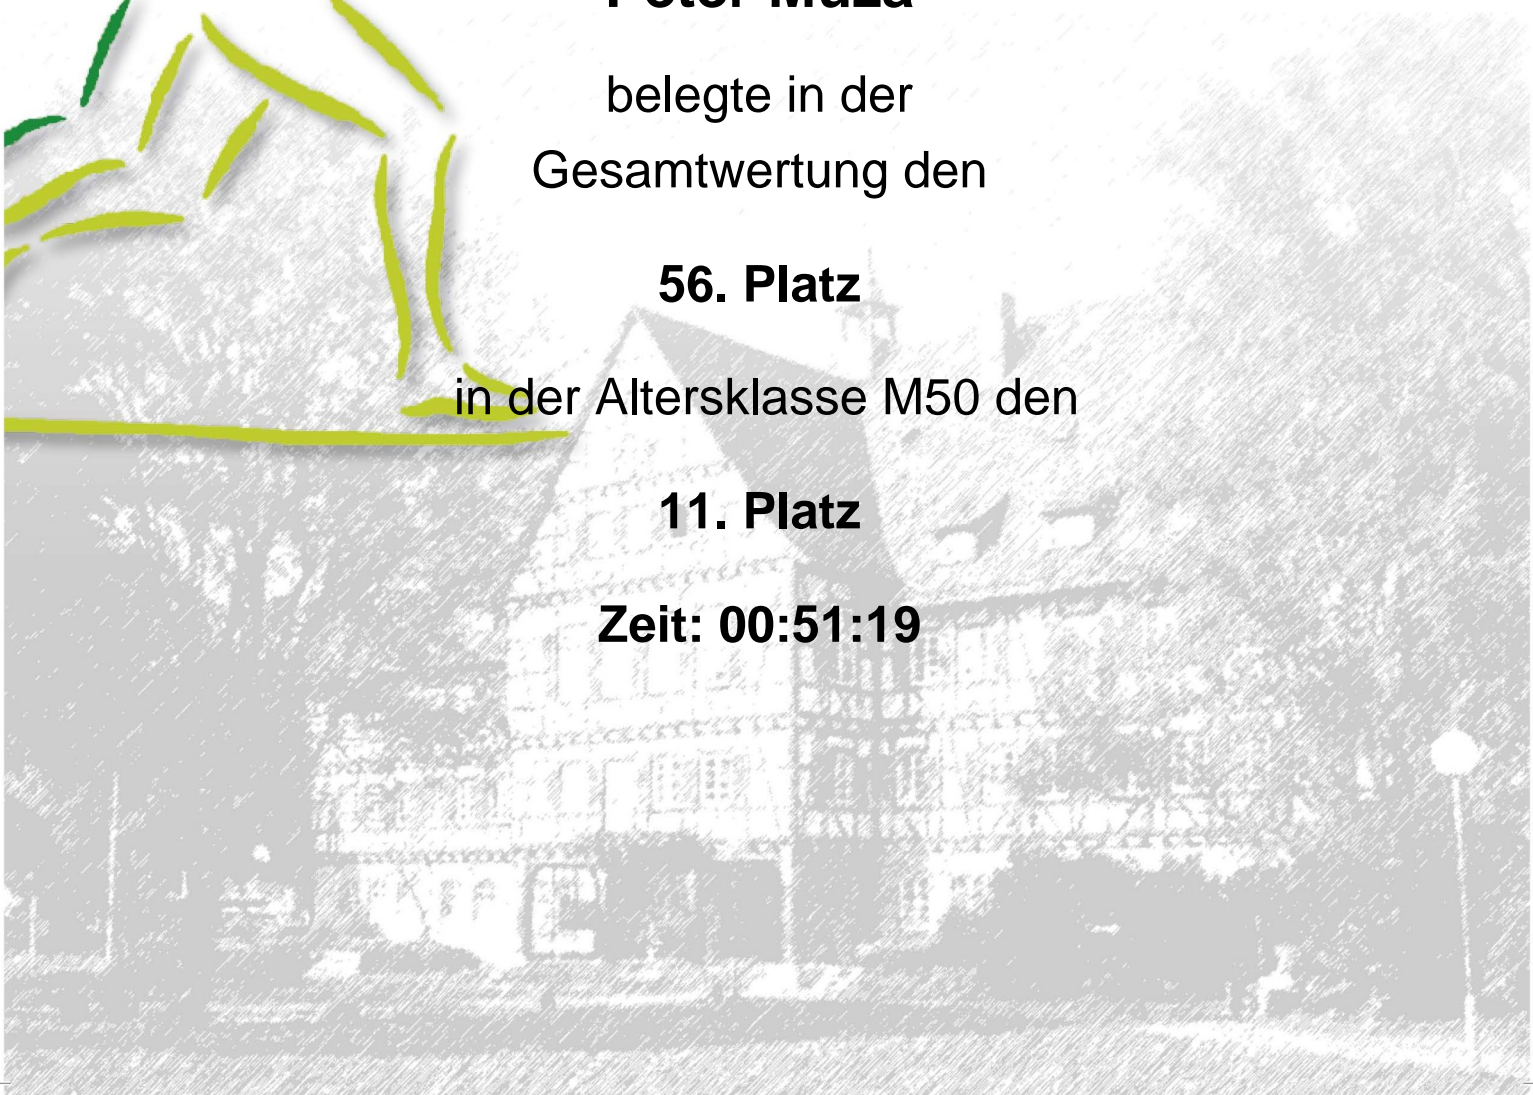 belegte in der
Gesamtwertung den
56. Platz
in der Altersklasse M50 den
11. Platz
Zeit: 00:51:19